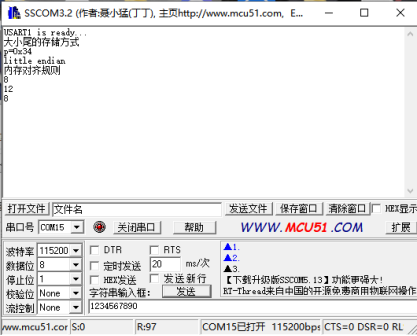 SSCOM3.2 (作者:聂小猛(丁丁), 主页http://www.mcu51.com, E...
USART1 is ready...
大小尾的存储方式
p=0x34
little endian
内存对齐规则
8
12
8
打开文件 文件名 发送文件 保存窗口 清除窗口 HEX显示
串口号 COM15 关闭串口 帮助 WWW.MCU51.COM 扩展
波特率 115200 DTR RTS
数据位 8 定时发送 20 ms/次
停止位 1 HEX发送 发送新行
校验位 None 字符串输入框: 发送
流控制 None 1234567890
▲1.
▲2.
▲3.
【下载升级版SSCOM5.13】功能更强大!
RT-Thread来自中国的开源免费商用物联网操作
www.mcu51.cor S:0 R:97 COM15已打开 115200bps CTS=0 DSR=0 RL